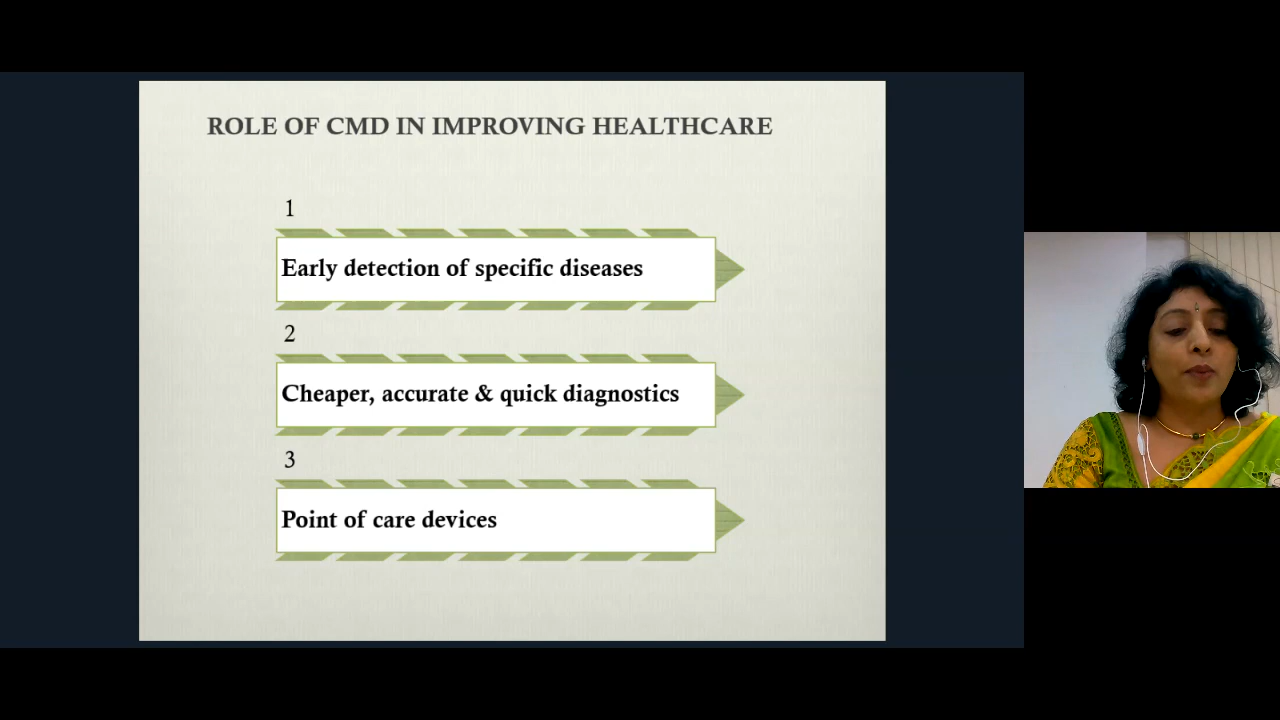 ROLE OF CMD IN IMPROVING HEALTHCARE
1
Early detection of specific diseases
2
Cheaper, accurate & quick diagnostics
3
Point of care devices